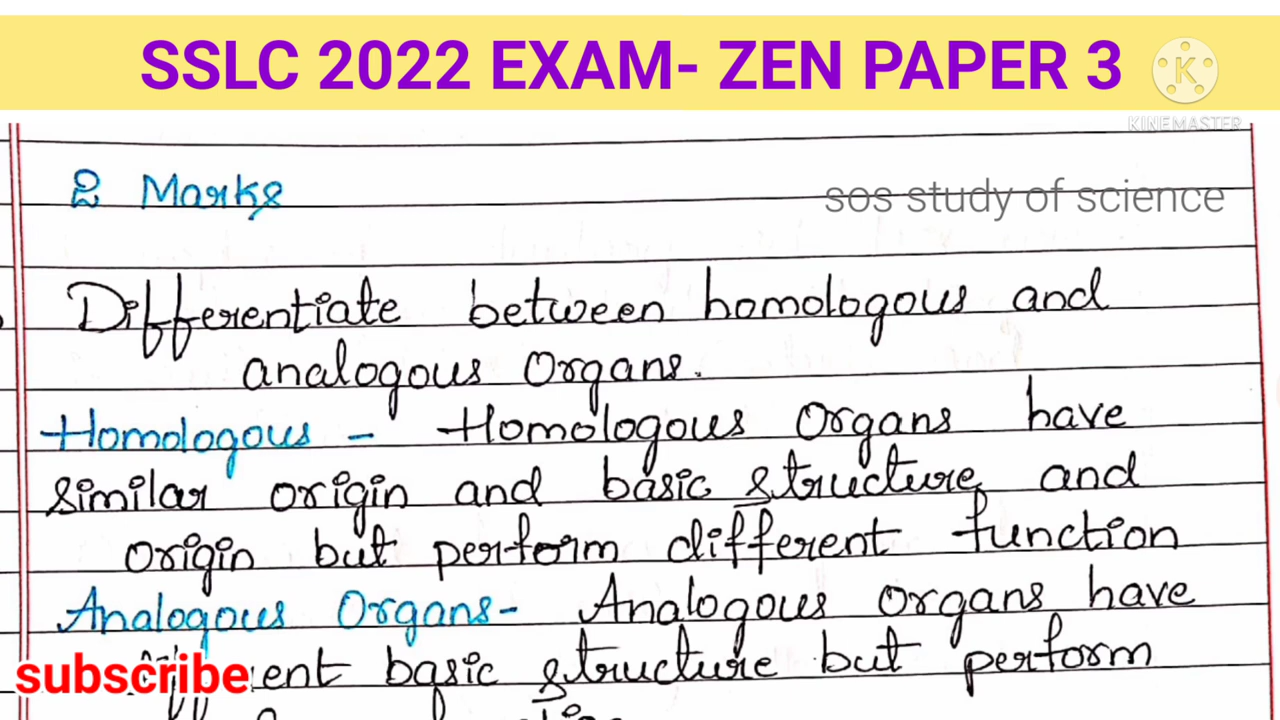 SSLC 2022 EXAM- ZEN PAPER 3
K
KINEMASTER
2 Marks
sos study of science
Differentiate between homologous and
analogous Organs.
Homologous - Homologous Organs have
similar origin and basic structure and
origin but perform different function
Analogous Organs- Analogous organs have
basic structure but perform
subscribe